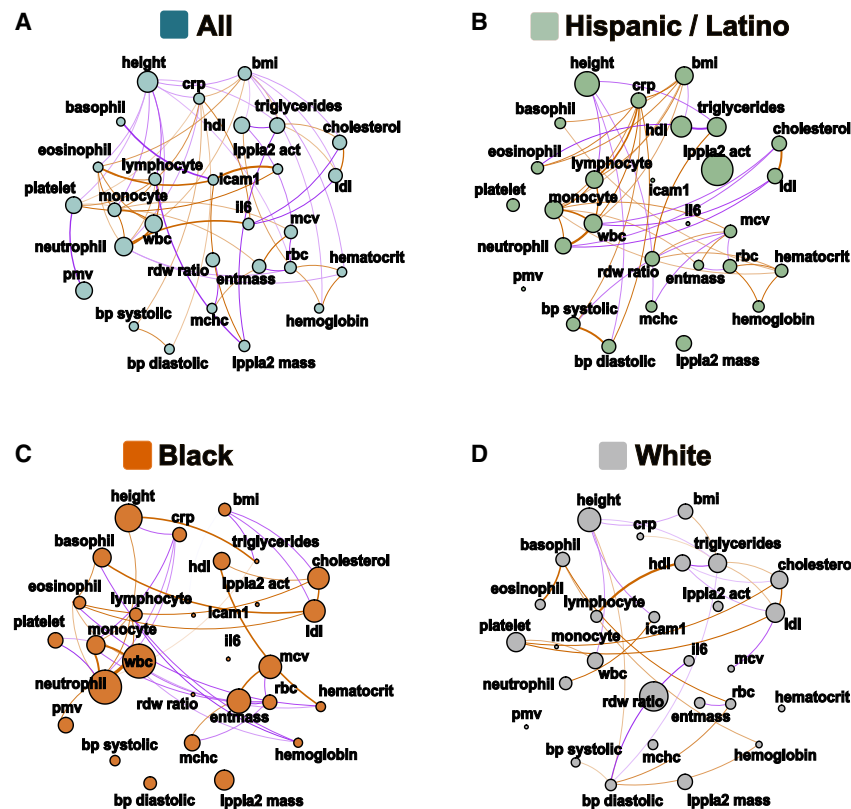 A
All
height
bmi
crp
basophil
hdl
triglycerides
cholesterol
eosinophil
lymphocyte
lppla2 act
icam1
ldl
platelet
monocyte
il6
mcv
neutrophil
wbc
rdw ratio
entmass
rbc
hematocrit
pmv
bp systolic
mchc
hemoglobin
bp diastolic
lppla2 mass
B
Hispanic / Latino
height
bmi
crp
basophil
hdl
triglycerides
cholesterol
eosinophil
lymphocyte
lppla2 act
icam1
ldl
platelet
monocyte
il6
mcv
neutrophil
wbc
rdw ratio
entmass
rbc
hematocrit
pmv
bp systolic
mchc
hemoglobin
bp diastolic
lppla2 mass
C
Black
height
bmi
crp
basophil
hdl
triglycerides
cholesterol
eosinophil
lymphocyte
lppla2 act
icam1
ldl
platelet
monocyte
il6
mcv
neutrophil
wbc
rdw ratio
entmass
rbc
hematocrit
pmv
bp systolic
mchc
hemoglobin
bp diastolic
lppla2 mass
D
White
height
bmi
crp
basophil
hdl
triglycerides
cholesterol
eosinophil
lymphocyte
lppla2 act
icam1
ldl
platelet
monocyte
il6
mcv
neutrophil
wbc
rdw ratio
entmass
rbc
hematocrit
pmv
bp systolic
mchc
hemoglobin
bp diastolic
lppla2 mass